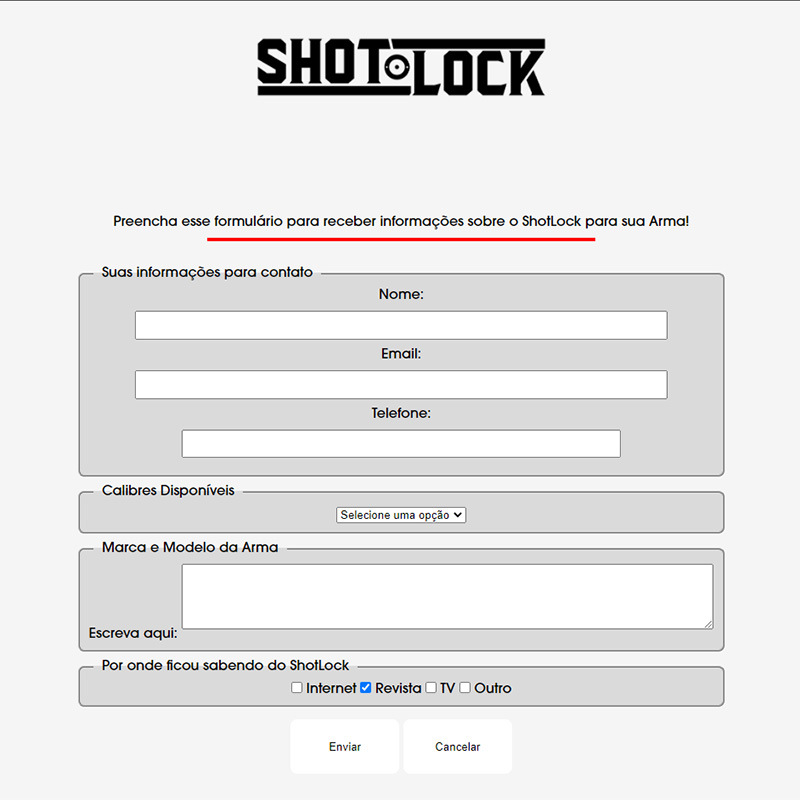 SHOTLOCK
Preencha esse formulário para receber informações sobre o ShotLock para sua Arma!
Suas informações para contato
Nome:
Email:
Telefone:
Calibres Disponíveis
Selecione uma opção
Marca e Modelo da Arma
Escreva aqui:
Por onde ficou sabendo do ShotLock
Internet Revista TV Outro
Enviar Cancelar